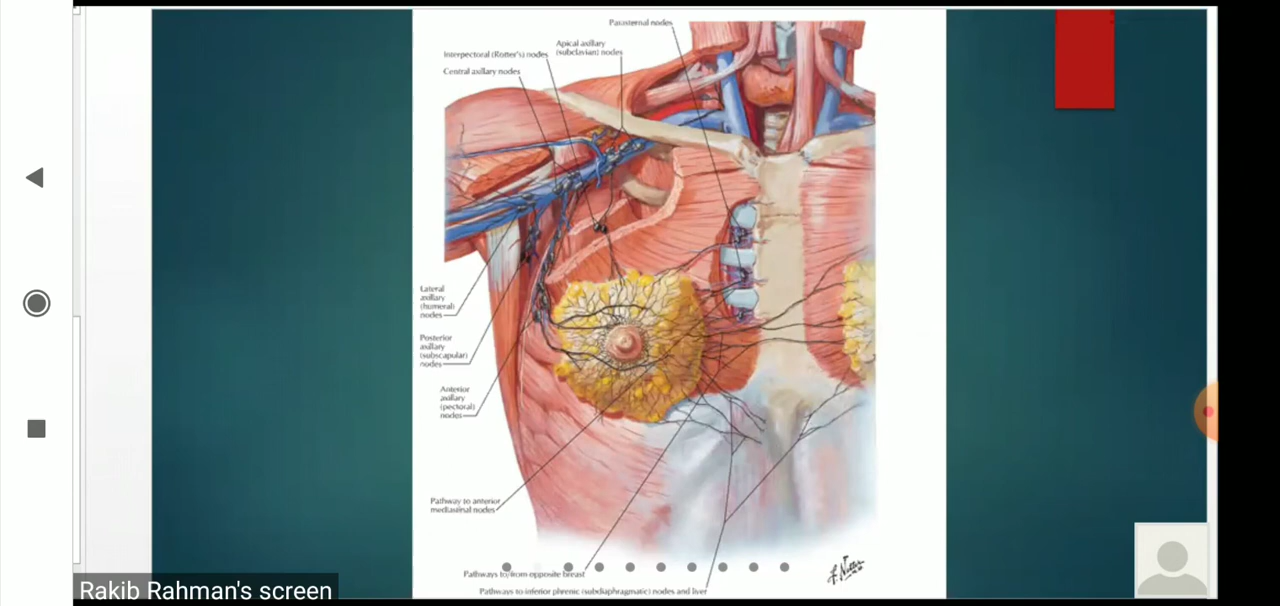 Parasternal nodes
Apical axillary
(subclavian) nodes
Interpectoral (Rotter's) nodes
Central axillary nodes
Lateral
axillary
(humeral)
nodes
Posterior
axillary
(subscapular)
nodes
Anterior
axillary
(pectoral)
nodes
Pathway to anterior
mediastinal nodes
Pathways to/from opposite breast
Pathways to inferior phrenic (subdiaphragmatic) nodes and liver
F. Netter
Rakib Rahman's screen